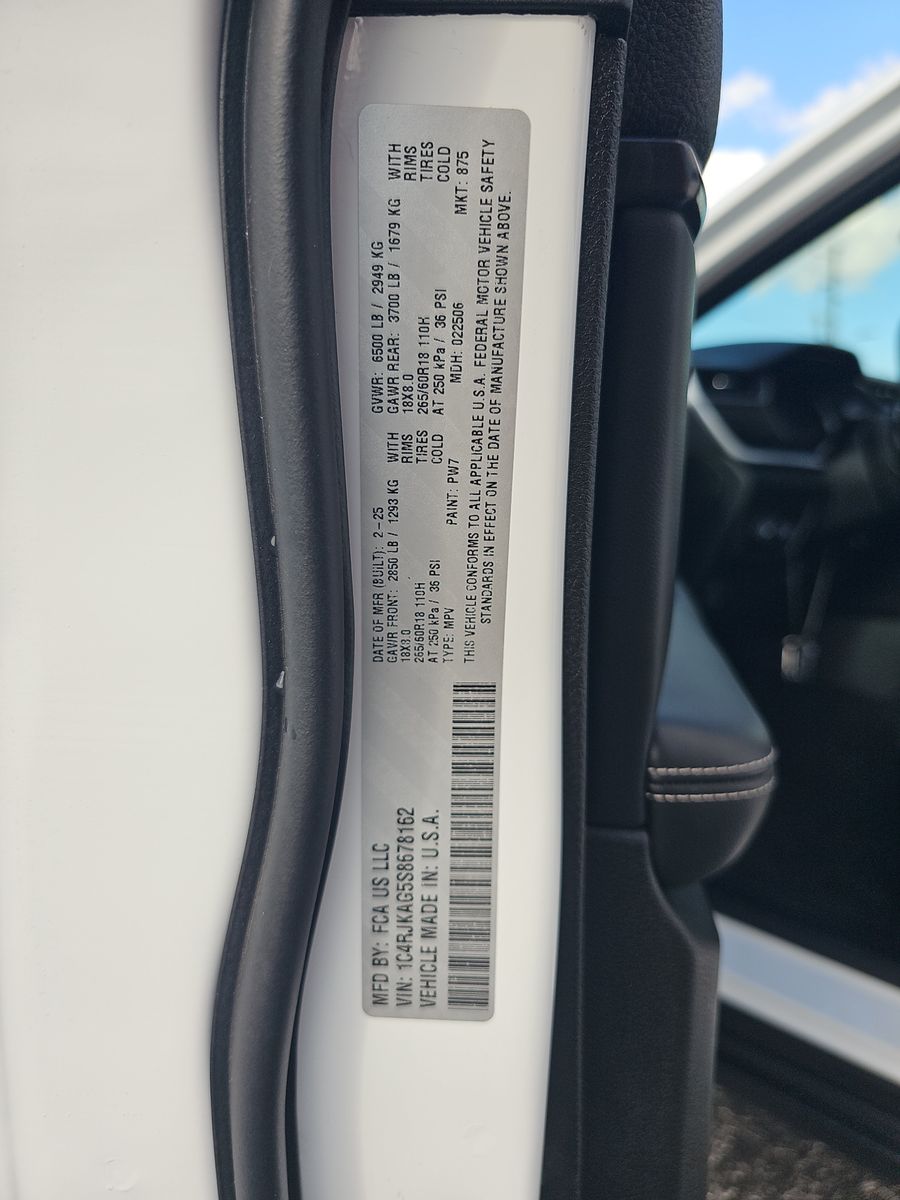 MFD BY: FCA US LLC
VIN: 1C4RJKAG5S8678162
VEHICLE MADE IN: U.S.A.
DATE OF MFR (BUILT): 2-25 GVWR: 6500 LB / 2949 KG
GAWR FRONT: 2850 LB / 1293 KG WITH GAWR REAR: 3700 LB / 1679 KG WITH
18X8.0 RIMS 18X8.0 RIMS
265/60R18 110H TIRES 265/60R18 110H TIRES
AT 250 kPa / 36 PSI COLD AT 250 kPa / 36 PSI COLD
TYPE: MPV PAINT: PW7 MDH: 022506 MKT: 875
THIS VEHICLE CONFORMS TO ALL APPLICABLE U.S.A. FEDERAL MOTOR VEHICLE SAFETY
STANDARDS IN EFFECT ON THE DATE OF MANUFACTURE SHOWN ABOVE.